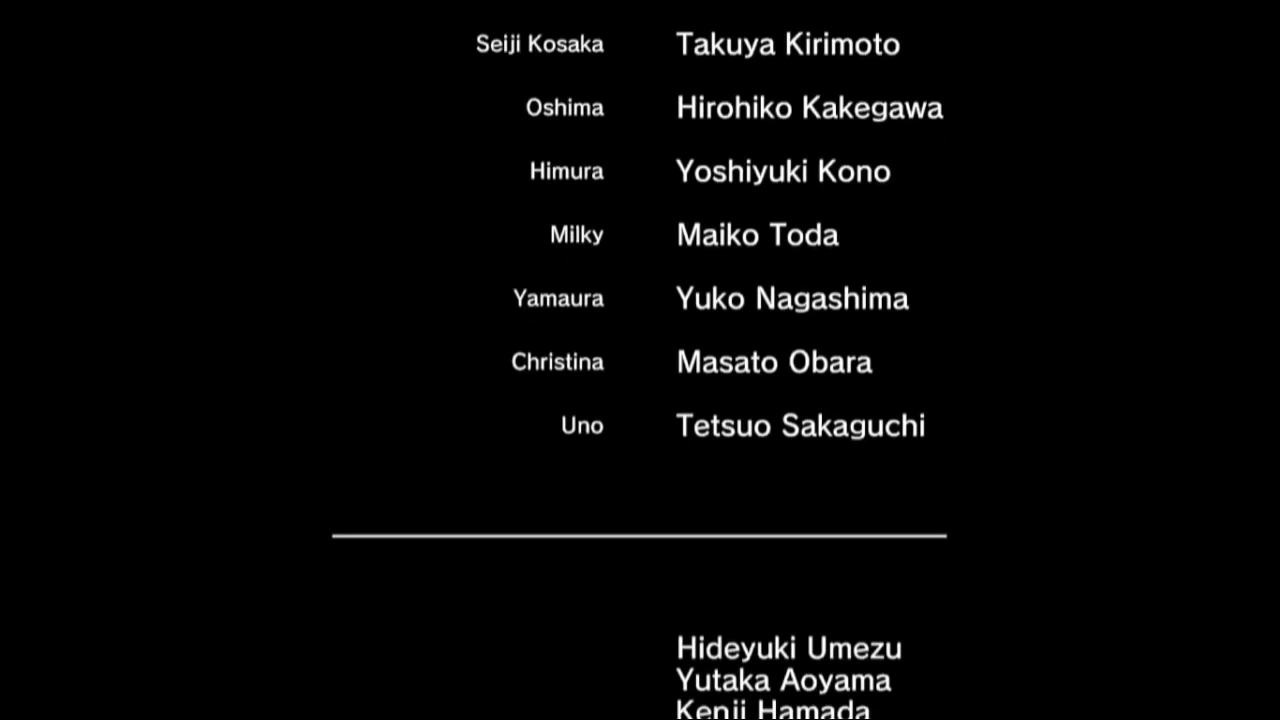 Seiji Kosaka Takuya Kirimoto
Oshima Hirohiko Kakegawa
Himura Yoshiyuki Kono
Milky Maiko Toda
Yamaura Yuko Nagashima
Christina Masato Obara
Uno Tetsuo Sakaguchi
Hideyuki Umezu
Yutaka Aoyama
Kenji Hamada